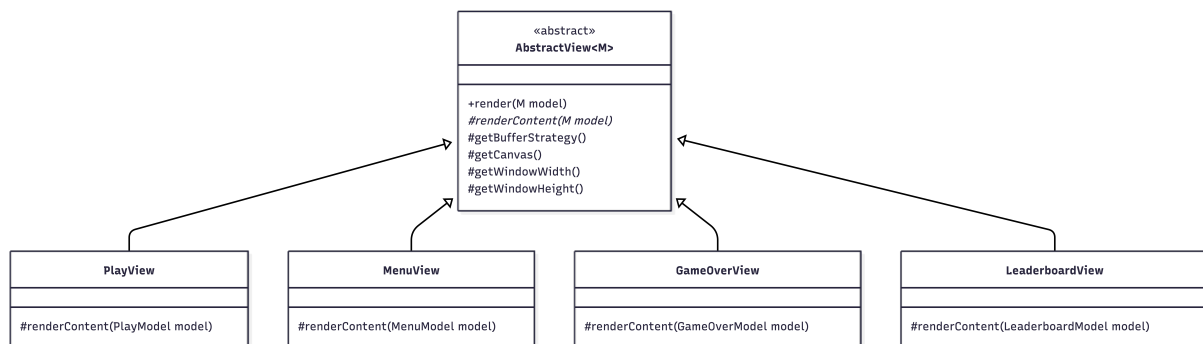 «abstract»
AbstractView<M>
+render(M model)
#renderContent(M model)
#getBufferStrategy()
#getCanvas()
#getWindowWidth()
#getWindowHeight()
PlayView
#renderContent(PlayModel model)
MenuView
#renderContent(MenuModel model)
GameOverView
#renderContent(GameOverModel model)
LeaderboardView
#renderContent(LeaderboardModel model)